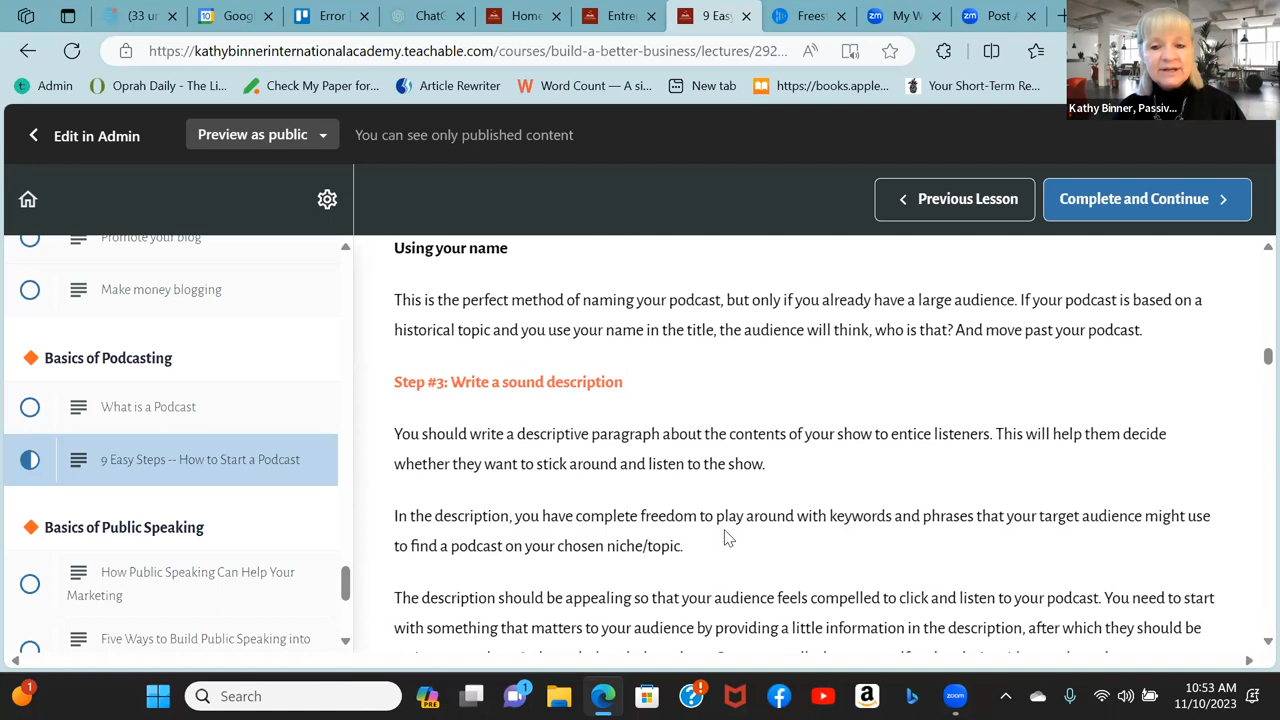 (33 ur
Googl
Error
ChatG
Home
Entre
9 Eas
Frees
My W
Post A
https://kathybinnerinternationalacademy.teachable.com/courses/build-a-better-business/lectures/292...
Admin
Oprah Daily - The Li...
Check My Paper for...
Article Rewriter
Word Count — A si...
New tab
https://books.apple...
Your Short-Term Re...
Kathy Binner, Passiv...
Edit in Admin
Preview as public
You can see only published content
Previous Lesson
Complete and Continue
Promote your blog
Make money blogging
Basics of Podcasting
What is a Podcast
9 Easy Steps -- How to Start a Podcast
Basics of Public Speaking
How Public Speaking Can Help Your
Marketing
Five Ways to Build Public Speaking into
Using your name
This is the perfect method of naming your podcast, but only if you already have a large audience. If your podcast is based on a
historical topic and you use your name in the title, the audience will think, who is that? And move past your podcast.
Step #3: Write a sound description
You should write a descriptive paragraph about the contents of your show to entice listeners. This will help them decide
whether they want to stick around and listen to the show.
In the description, you have complete freedom to play around with keywords and phrases that your target audience might use
to find a podcast on your chosen niche/topic.
The description should be appealing so that your audience feels compelled to click and listen to your podcast. You need to start
with something that matters to your audience by providing a little information in the description, after which they should be
Search
10:53 AM
11/10/2023